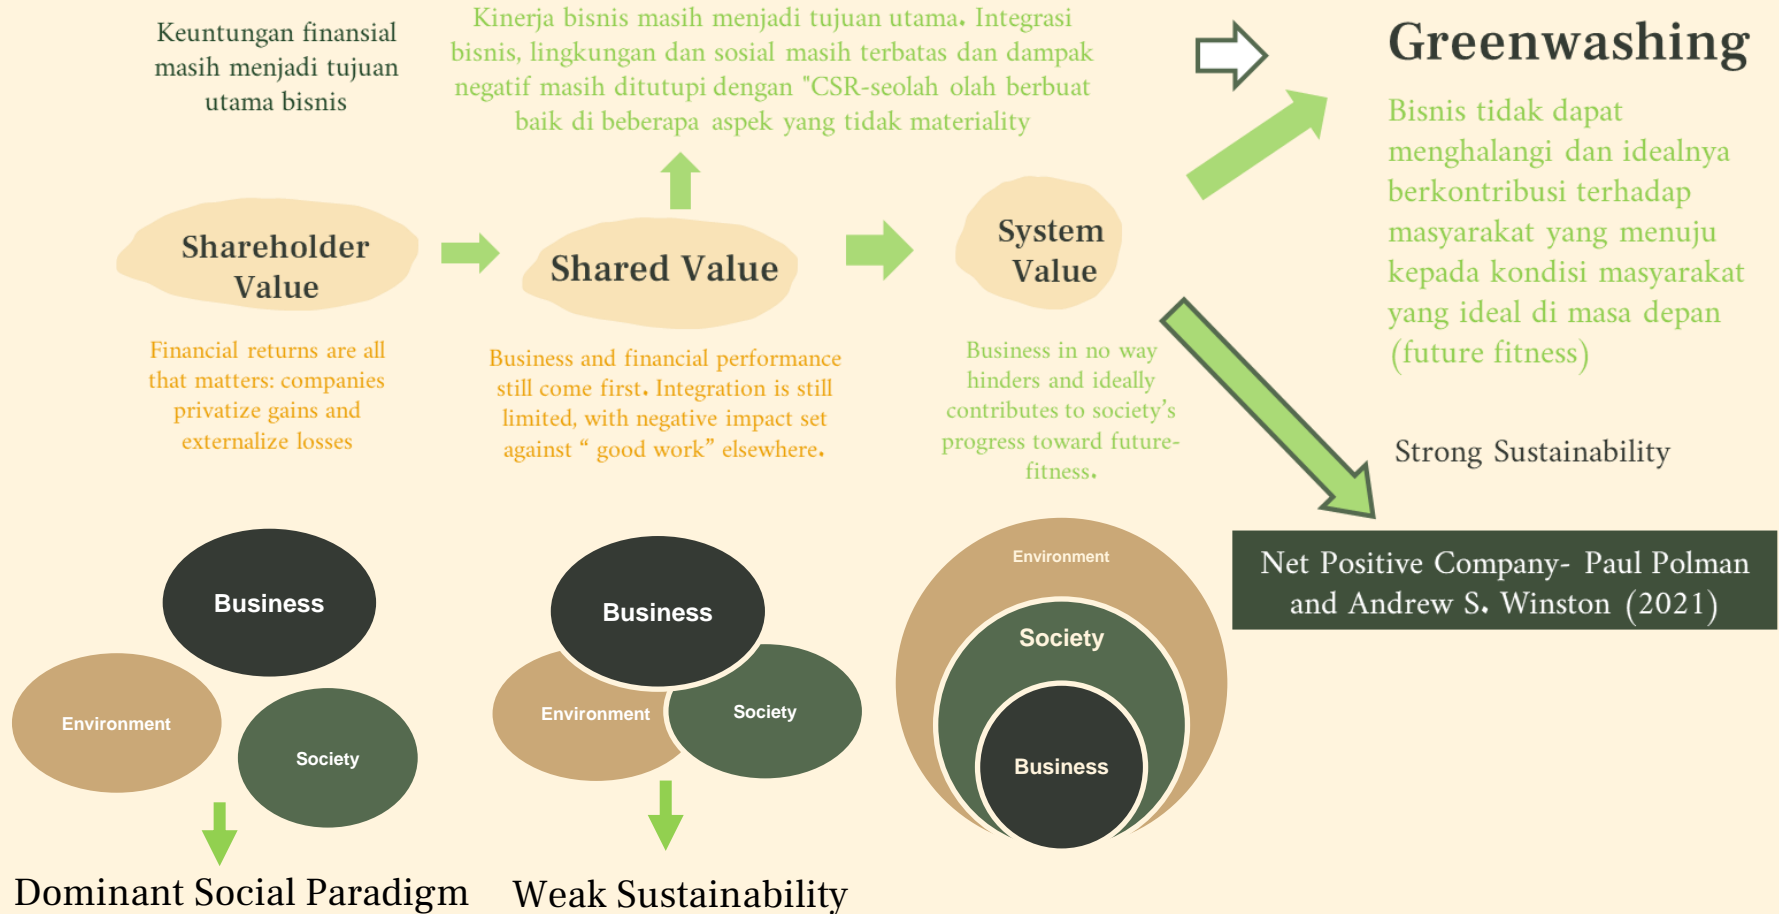 Keuntungan finansial
masih menjadi tujuan
utama bisnis
Kinerja bisnis masih menjadi tujuan utama. Integrasi
bisnis, lingkungan dan sosial masih terbatas dan dampak
negatif masih ditutupi dengan "CSR-seolah olah berbuat
baik di beberapa aspek yang tidak materiality
Greenwashing
Bisnis tidak dapat
menghalangi dan idealnya
berkontribusi terhadap
masyarakat yang menuju
kepada kondisi masyarakat
yang ideal di masa depan
(future fitness)
Shareholder
Value
Shared Value
System
Value
Financial returns are all
that matters: companies
privatize gains and
externalize losses
Business and financial performance
still come first. Integration is still
limited, with negative impact set
against “ good work” elsewhere.
Business in no way
hinders and ideally
contributes to society’s
progress toward future-
fitness.
Strong Sustainability
Net Positive Company- Paul Polman
and Andrew S. Winston (2021)
Business
Environment
Society
Business
Environment
Society
Environment
Society
Business
Dominant Social Paradigm
Weak Sustainability